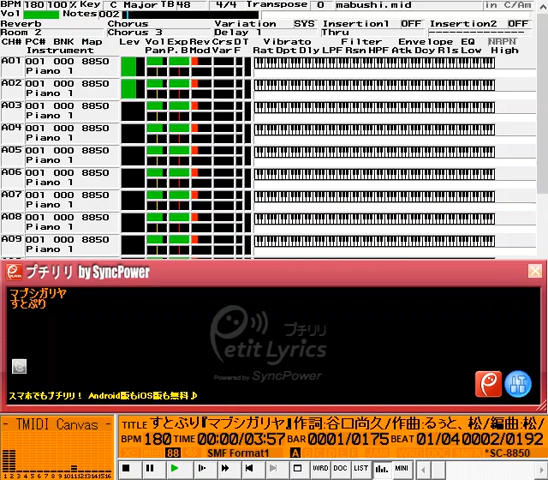 BPM 180 100% Key C Major TB48 4/4 Transpose 0 mabushi.mid in C/Am
Vol Notes002
Reverb Chorus Variation SYS Insertion1 OFF Insertion2 OFF
Room 2 Chorus 3 Delay 1 Thru
CH# PC# BNK Map Lev Vol Exp Rev Crs DT Vibrato Filter Envelope EQ NRPN
Instrument Pan P.B Mod Var F Rat Dpt Dly LPF Rsn HPF Atk Dcy Rls Low High
A01 001 000 8850
Piano 1
A02 001 000 8850
Piano 1
A03 001 000 8850
Piano 1
A04 001 000 8850
Piano 1
A05 001 000 8850
Piano 1
A06 001 000 8850
Piano 1
A07 001 000 8850
Piano 1
A08 001 000 8850
Piano 1
A09 001 000 8850
Piano 1
プチリリ by SyncPower
マブシガリヤ
すとぷり
プチリリ
Petit Lyrics
Powered by SyncPower
スマホでもプチリリ! Android版もiOS版も無料♪
- TMIDI Canvas -
TITLE すとぷり『マブシガリヤ』作詞:谷口尚久/作曲:るぅと、松/編曲:松
BPM 180 TIME 00:00/03:57 BAR 0001/0175 BEAT 01/04 0002/0192
88 SMF Format1 A *SC-8850
WRD DOC LIST MINI